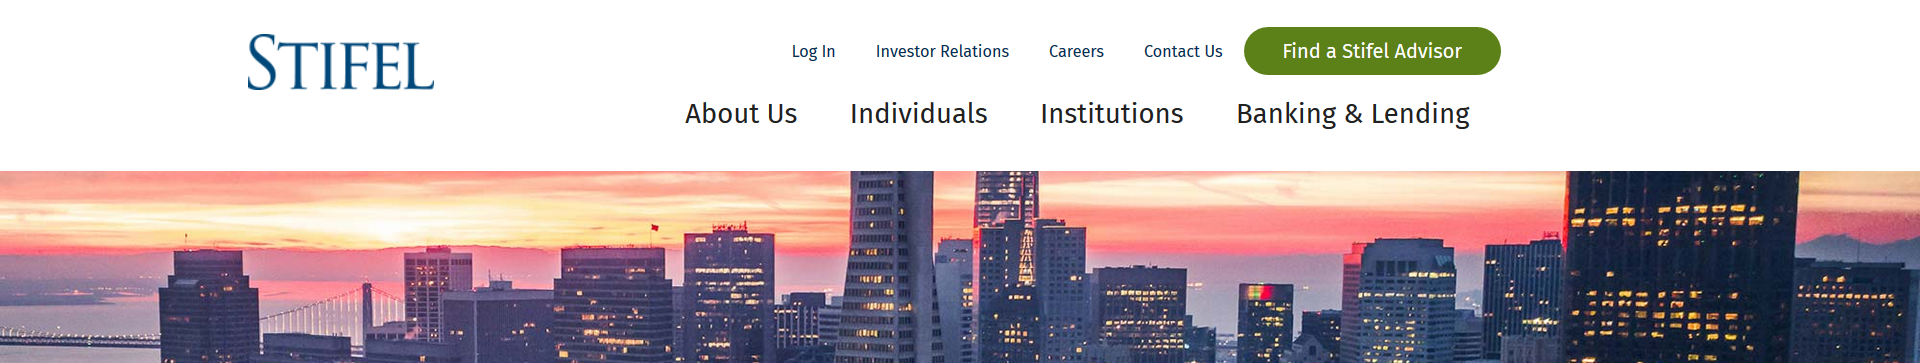 STIFEL
Log In Investor Relations Careers Contact Us Find a Stifel Advisor
About Us Individuals Institutions Banking & Lending